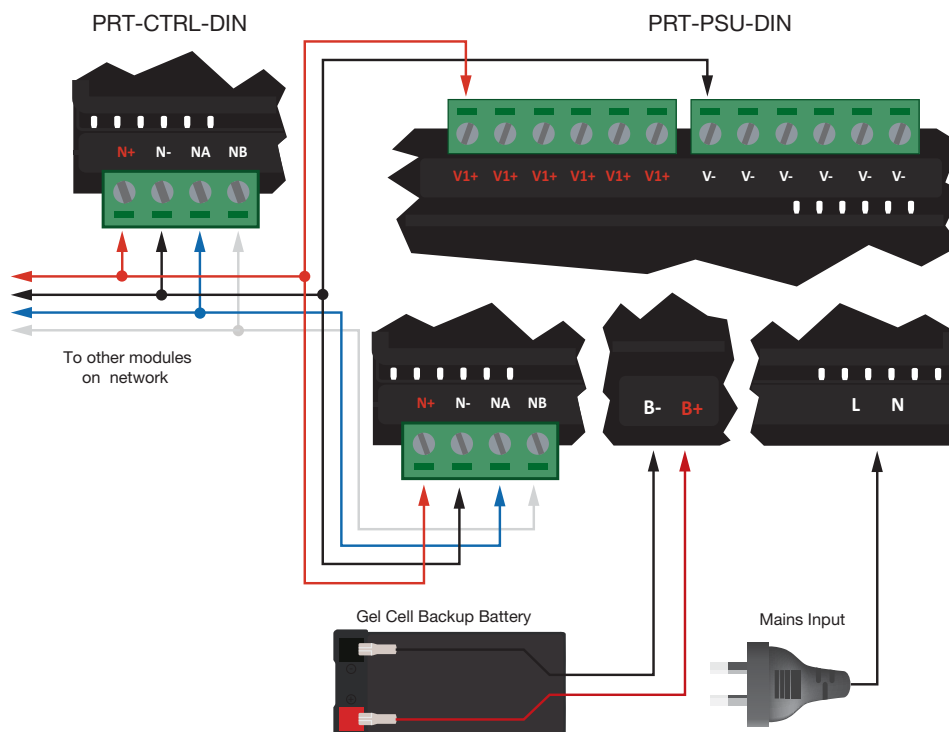 PRT-CTRL-DIN
PRT-PSU-DIN
N+ N- NA NB
V1+ V1+ V1+ V1+ V1+ V1+ V- V- V- V- V- V-
To other modules
on network
N+ N- NA NB
B- B+
L N
Gel Cell Backup Battery
Mains Input